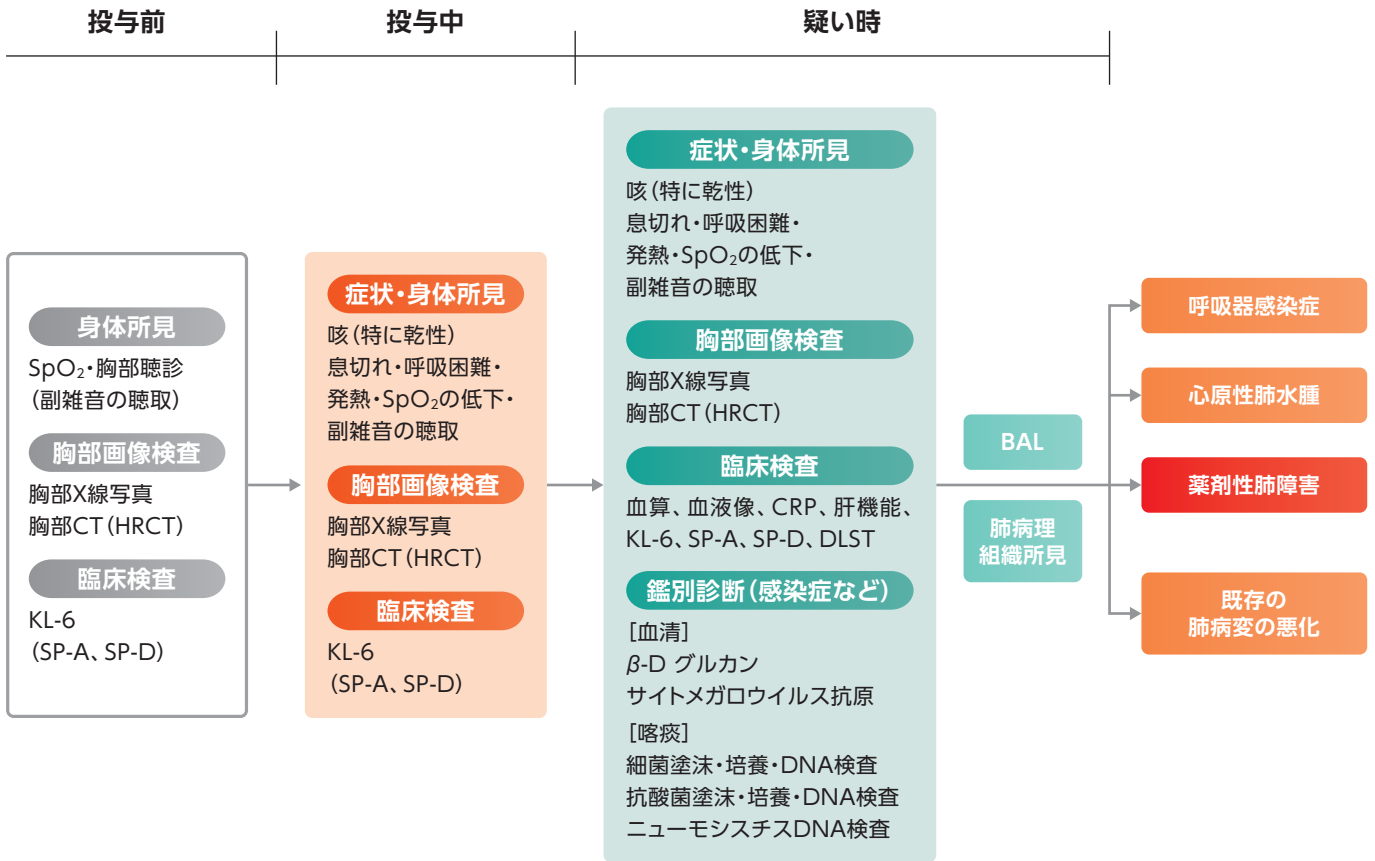 投与前
投与中
疑い時
身体所見
SpO₂・胸部聴診
(副雑音の聴取)
胸部画像検査
胸部X線写真
胸部CT(HRCT)
臨床検査
KL-6
(SP-A、SP-D)
症状・身体所見
咳(特に乾性)
息切れ・呼吸困難・
発熱・SpO₂の低下・
副雑音の聴取
胸部画像検査
胸部X線写真
胸部CT(HRCT)
臨床検査
KL-6
(SP-A、SP-D)
症状・身体所見
咳(特に乾性)
息切れ・呼吸困難・
発熱・SpO₂の低下・
副雑音の聴取
胸部画像検査
胸部X線写真
胸部CT(HRCT)
臨床検査
血算、血液像、CRP、肝機能、
KL-6、SP-A、SP-D、DLST
鑑別診断(感染症など)
[血清]
β-D グルカン
サイトメガロウイルス抗原
[喀痰]
細菌塗沫・培養・DNA検査
抗酸菌塗沫・培養・DNA検査
ニューモシスチスDNA検査
BAL
肺病理
組織所見
呼吸器感染症
心原性肺水腫
薬剤性肺障害
既存の
肺病変の悪化